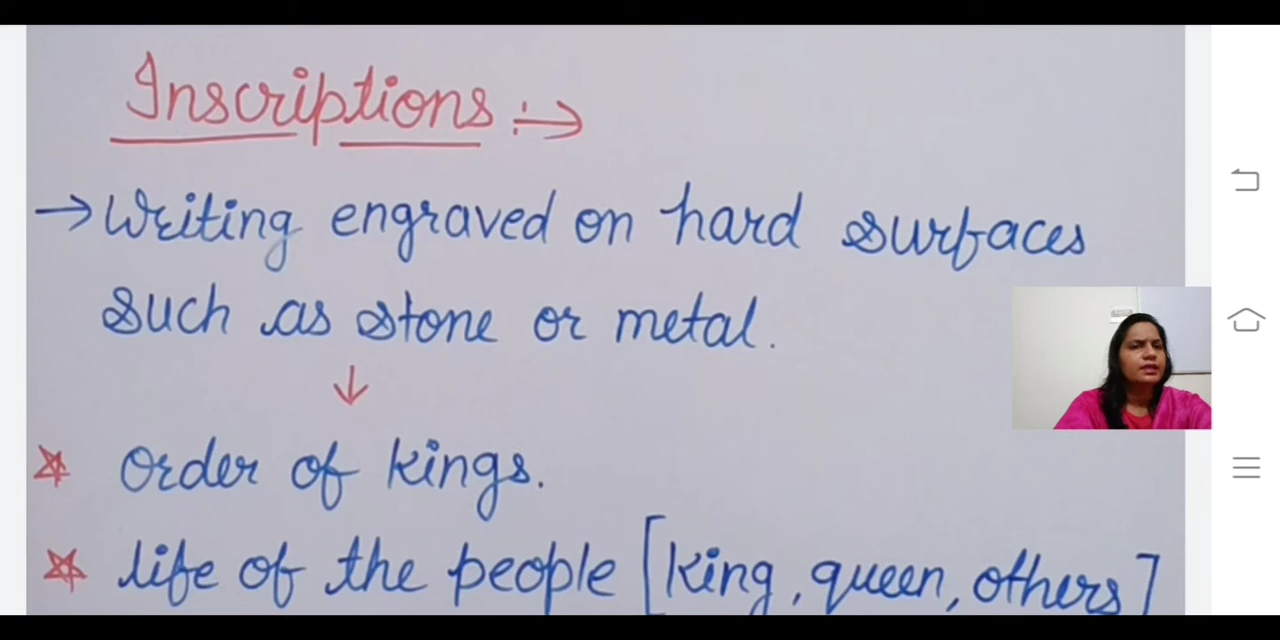 Inscriptions :→
→ Writing engraved on hard surfaces
such as stone or metal.
↓
☆ Order of kings.
☆ life of the people [king, queen, others]